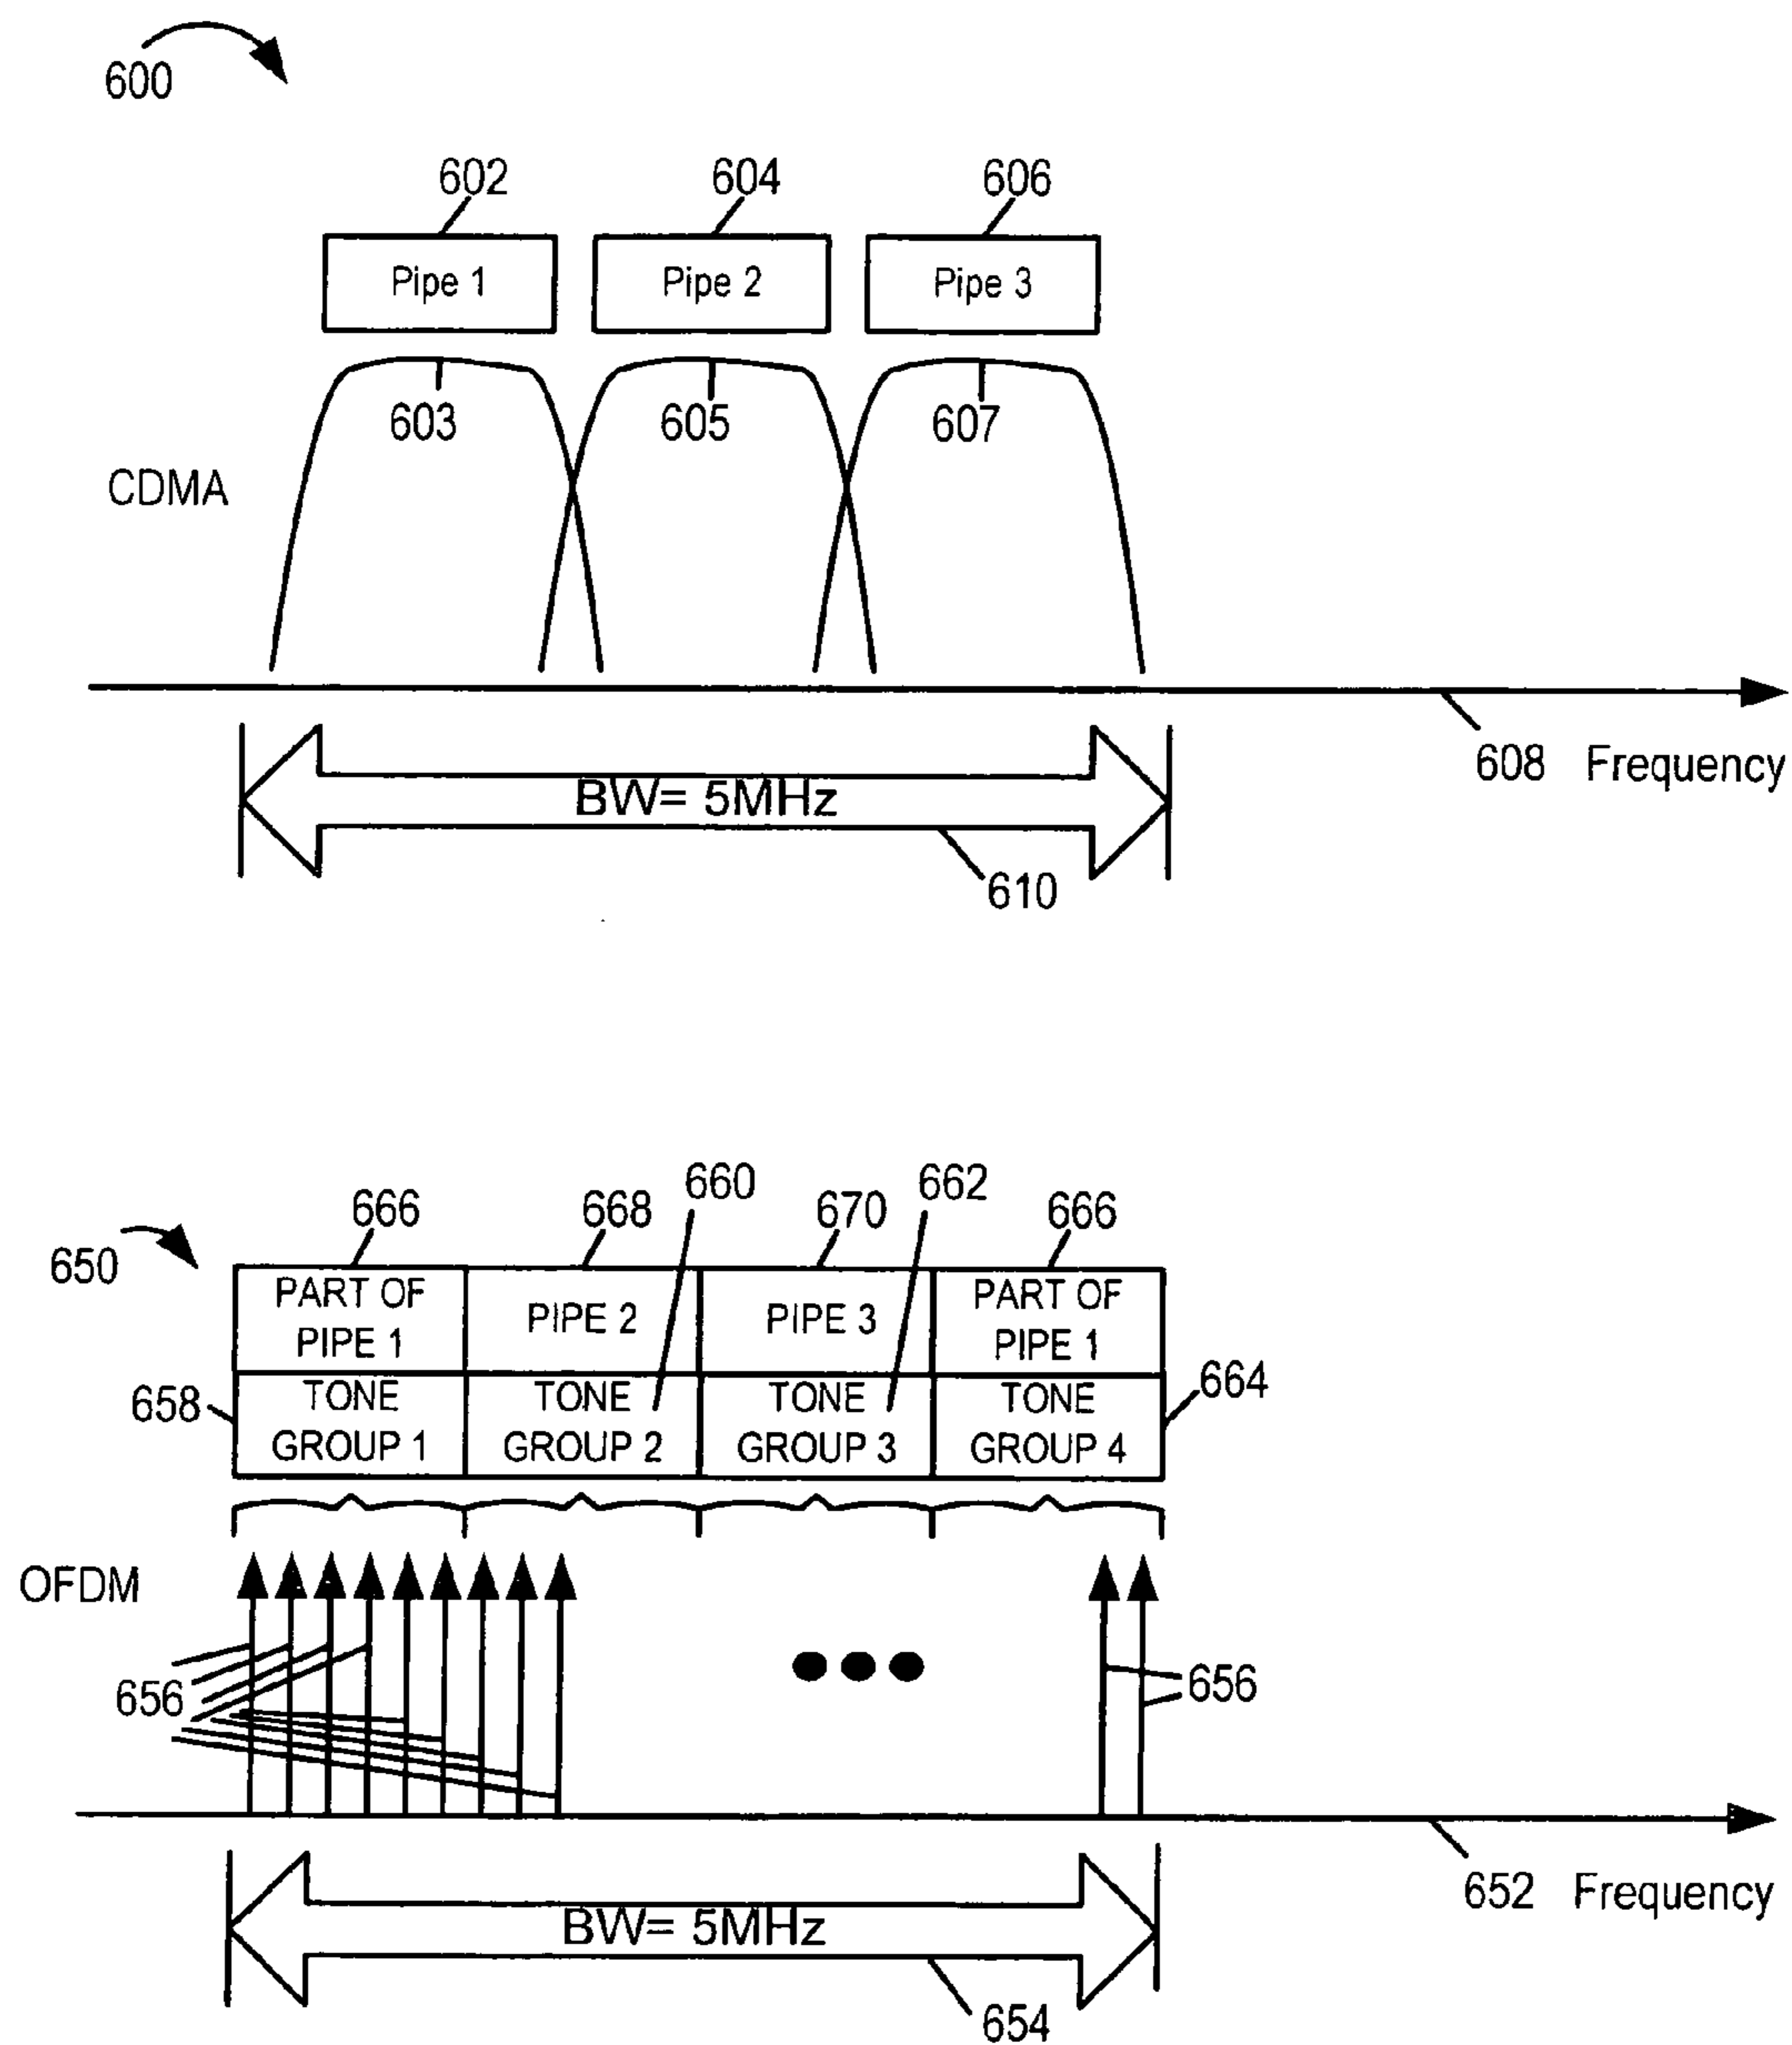 600
602
604
606
Pipe 1
Pipe 2
Pipe 3
603
605
607
CDMA
608 Frequency
BW= 5MHz
610
650
666
668
660
670
662
666
PART OF
PIPE 1
PIPE 2
PIPE 3
PART OF
PIPE 1
658
TONE
GROUP 1
TONE
GROUP 2
TONE
GROUP 3
TONE
GROUP 4
664
OFDM
656
656
652 Frequency
BW= 5MHz
654